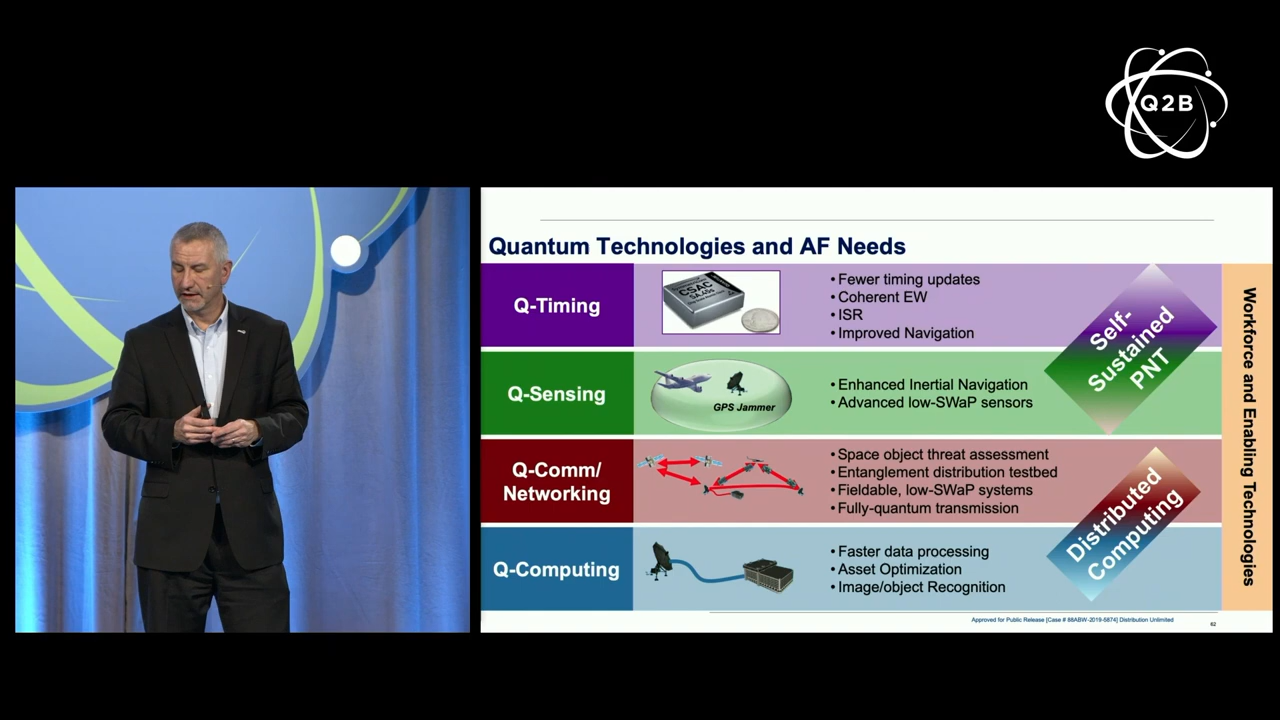 Q2B
Quantum Technologies and AF Needs
Q-Timing
CSAC
SA.45s
• Fewer timing updates
• Coherent EW
• ISR
• Improved Navigation
Self-
Sustained
PNT
Q-Sensing
GPS Jammer
• Enhanced Inertial Navigation
• Advanced low-SWaP sensors
Q-Comm/
Networking
• Space object threat assessment
• Entanglement distribution testbed
• Fieldable, low-SWaP systems
• Fully-quantum transmission
Distributed
Computing
Q-Computing
• Faster data processing
• Asset Optimization
• Image/object Recognition
Workforce and Enabling Technologies
Approved for Public Release [Case # 88ABW-2019-5874] Distribution Unlimited
62